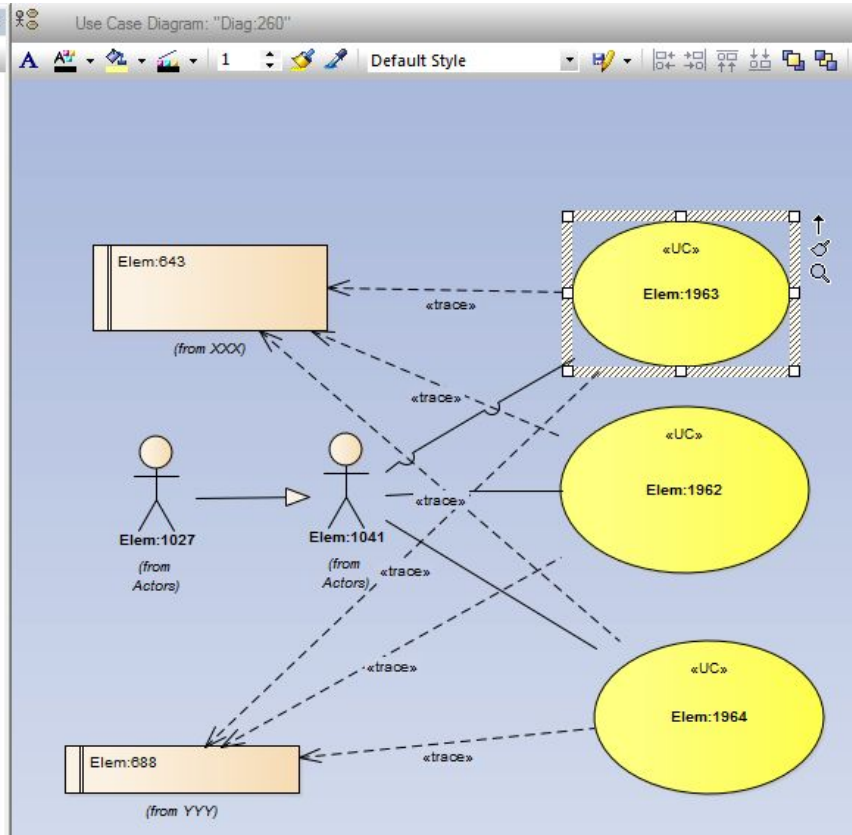 Use Case Diagram: "Diag:260"
A
1
Default Style
«UC»
Elem:1963
Elem:643
«trace»
(from XXX)
«trace»
«UC»
Elem:1962
«trace»
Elem:1027
Elem:1041
(from
Actors)
(from
Actors)
«trace»
«trace»
«UC»
Elem:1964
Elem:688
«trace»
(from YYY)